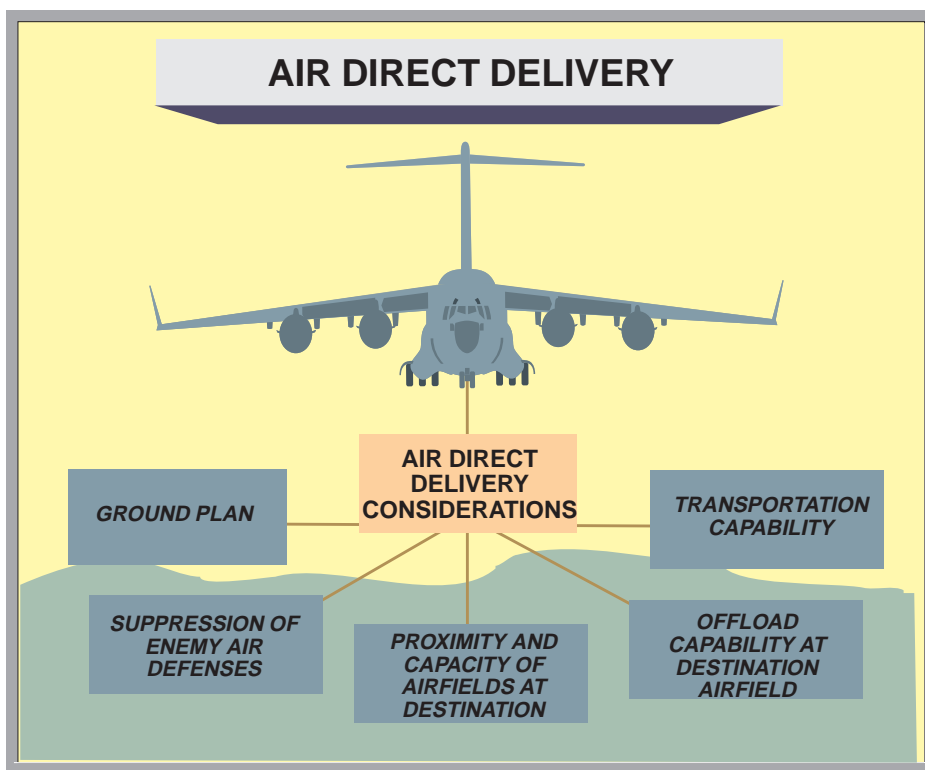 AIR DIRECT DELIVERY
AIR DIRECT
DELIVERY
CONSIDERATIONS
GROUND PLAN
TRANSPORTATION
CAPABILITY
SUPPRESSION OF
ENEMY AIR
DEFENSES
PROXIMITY AND
CAPACITY OF
AIRFIELDS AT
DESTINATION
OFFLOAD
CAPABILITY AT
DESTINATION
AIRFIELD